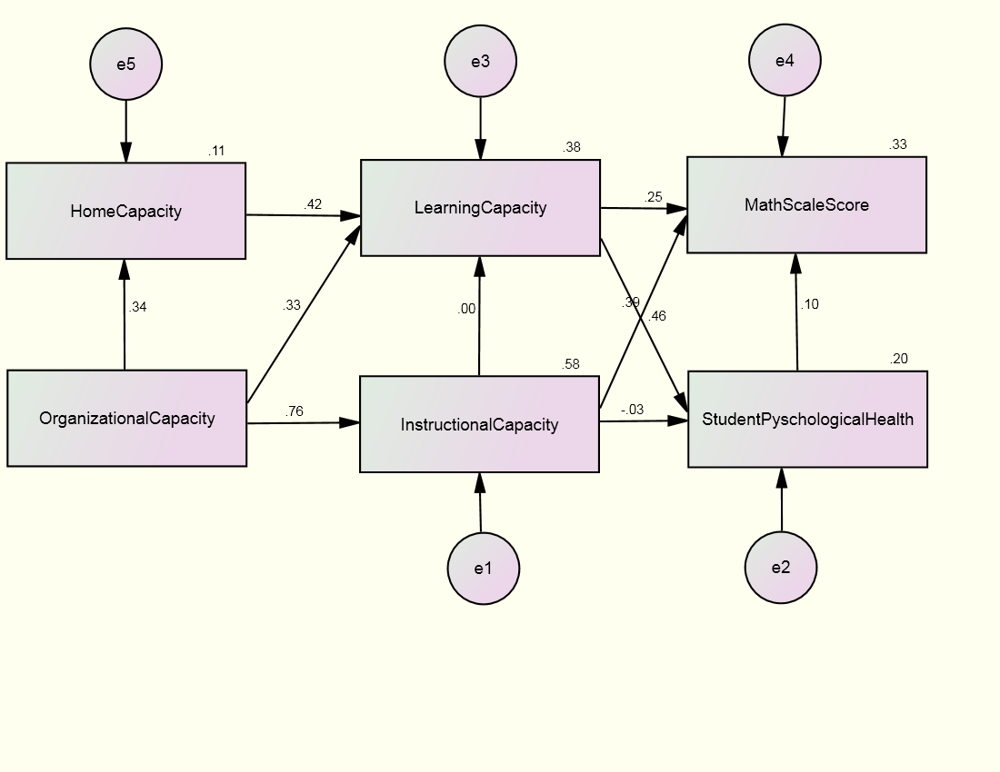 e5
e3
e4
.11
.38
.33
HomeCapacity
.42
LearningCapacity
.25
MathScaleScore
.34
.33
.00
.39
.46
.10
.58
.20
OrganizationalCapacity
.76
InstructionalCapacity
-.03
StudentPyschologicalHealth
e1
e2